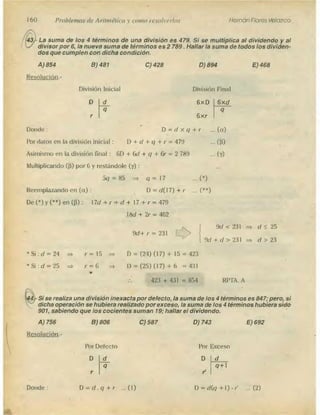 160 Problemas de Aritmética y como resolverlos Hernán Flores Velazco
43.- La suma de los 4 términos de una división es 479. Si se multiplica al dividendo y al
divisor por 6, la nueva suma de términos es 2 789. Hallar la suma de todos los dividen-
dos que cumplen con dicha condición.
A) 854 B) 481 C) 428 D) 894 E) 468
Resolución.-
División Inicial División Final
D d 6xD 6xd
r q 6xr q
Donde : D = d x q + r ... (α)
Por datos en la división inicial : D + d + q + r = 479 ... (β)
Asimismo en la división final : 6D + 6d + q + 6r = 2 789 ... (γ)
Multiplicando (β) por 6 y restándole (γ) :
5q = 85 ⇒ q = 17 ... (*)
Reemplazando en (α) : D = d(17) + r ... (**)
De (*) y (**) en (β) : 17d + r + d + 17 + r = 479
18d + 2r = 462
9d + r = 231 ⇒ 9d < 231 ⇒ d ≤ 25
9d + d > 231 ⇒ d > 23
* Si : d = 24 ⇒ r = 15 ⇒ D = (24) (17) + 15 = 423
* Si : d = 25 ⇒ r = 6 ⇒ D = (25) (17) + 6 = 431
∴ 423 + 431 = 854 RPTA. A
44.- Si se realiza una división inexacta por defecto, la suma de los 4 términos es 847; pero, si
dicha operación se hubiera realizado por exceso, la suma de los 4 términos hubiera sido
901, sabiendo que los cocientes suman 19; hallar el dividendo.
A) 756 B) 806 C) 587 D) 743 E) 692
Resolución.-
Por Defecto Por Exceso
D d D d
r q r' q+1
Donde : D = d . q + r ... (1) D = d(q +1) - r' ... (2)